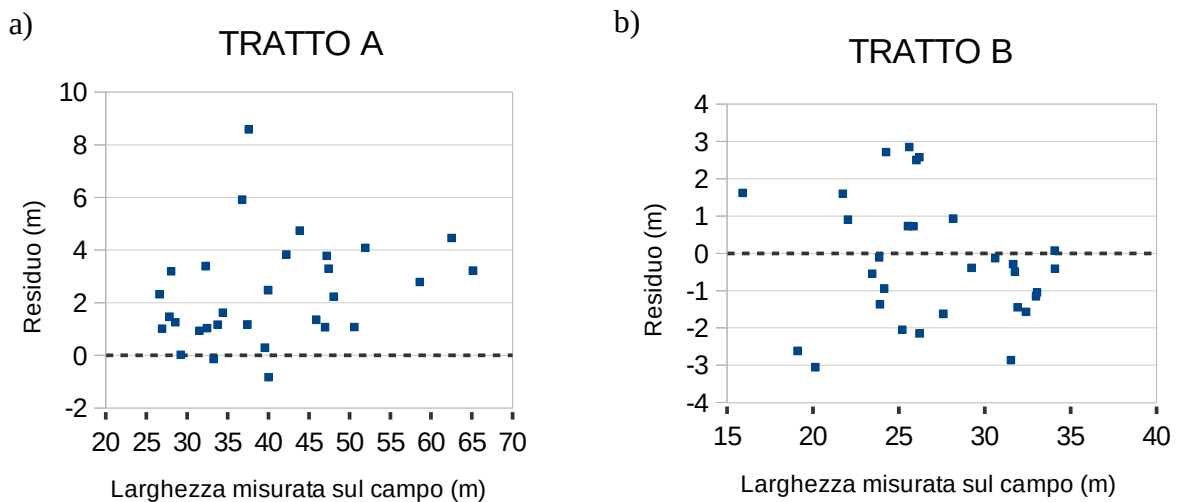 a)
TRATTO A
10
8
6
4
2
0
-2
20 25 30 35 40 45 50 55 60 65 70
Residuo (m)
Larghezza misurata sul campo (m)
b)
TRATTO B
4
3
2
1
0
-1
-2
-3
-4
15 20 25 30 35 40
Residuo (m)
Larghezza misurata sul campo (m)